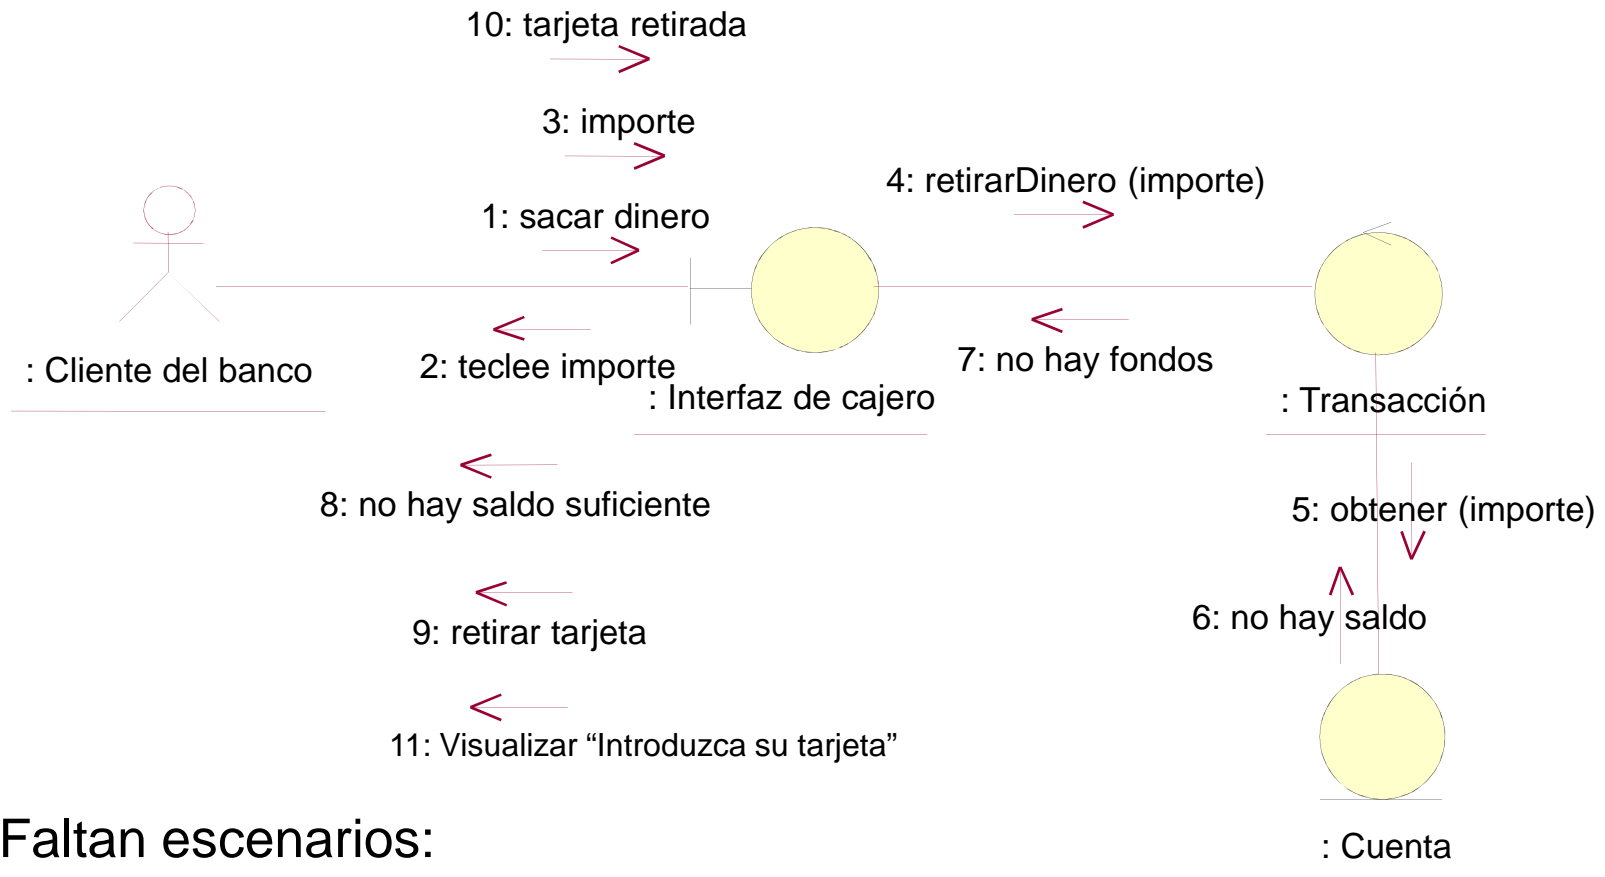 10: tarjeta retirada
3: importe
4: retirarDinero (importe)
1: sacar dinero
2: teclee importe
7: no hay fondos
: Cliente del banco
: Interfaz de cajero
: Transacción
8: no hay saldo suficiente
5: obtener (importe)
6: no hay saldo
9: retirar tarjeta
11: Visualizar “Introduzca su tarjeta”
Faltan escenarios:
: Cuenta